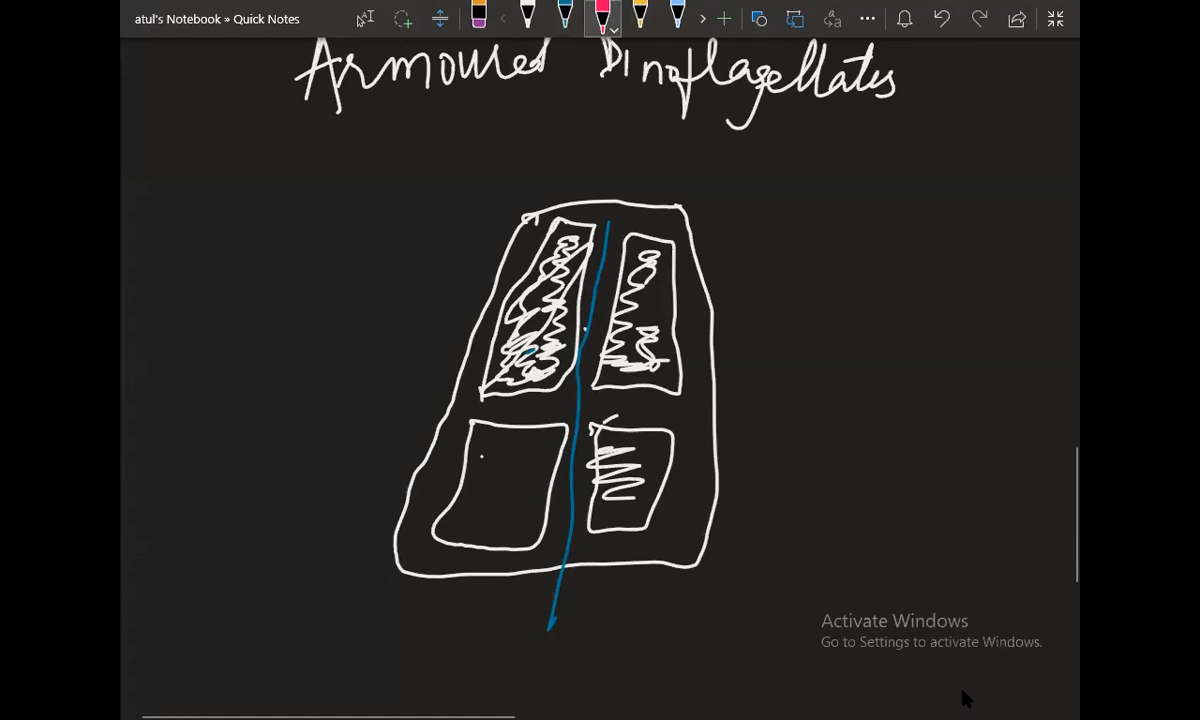 atul's Notebook » Quick Notes
Armoured Dinoflagellates
Activate Windows
Go to Settings to activate Windows.